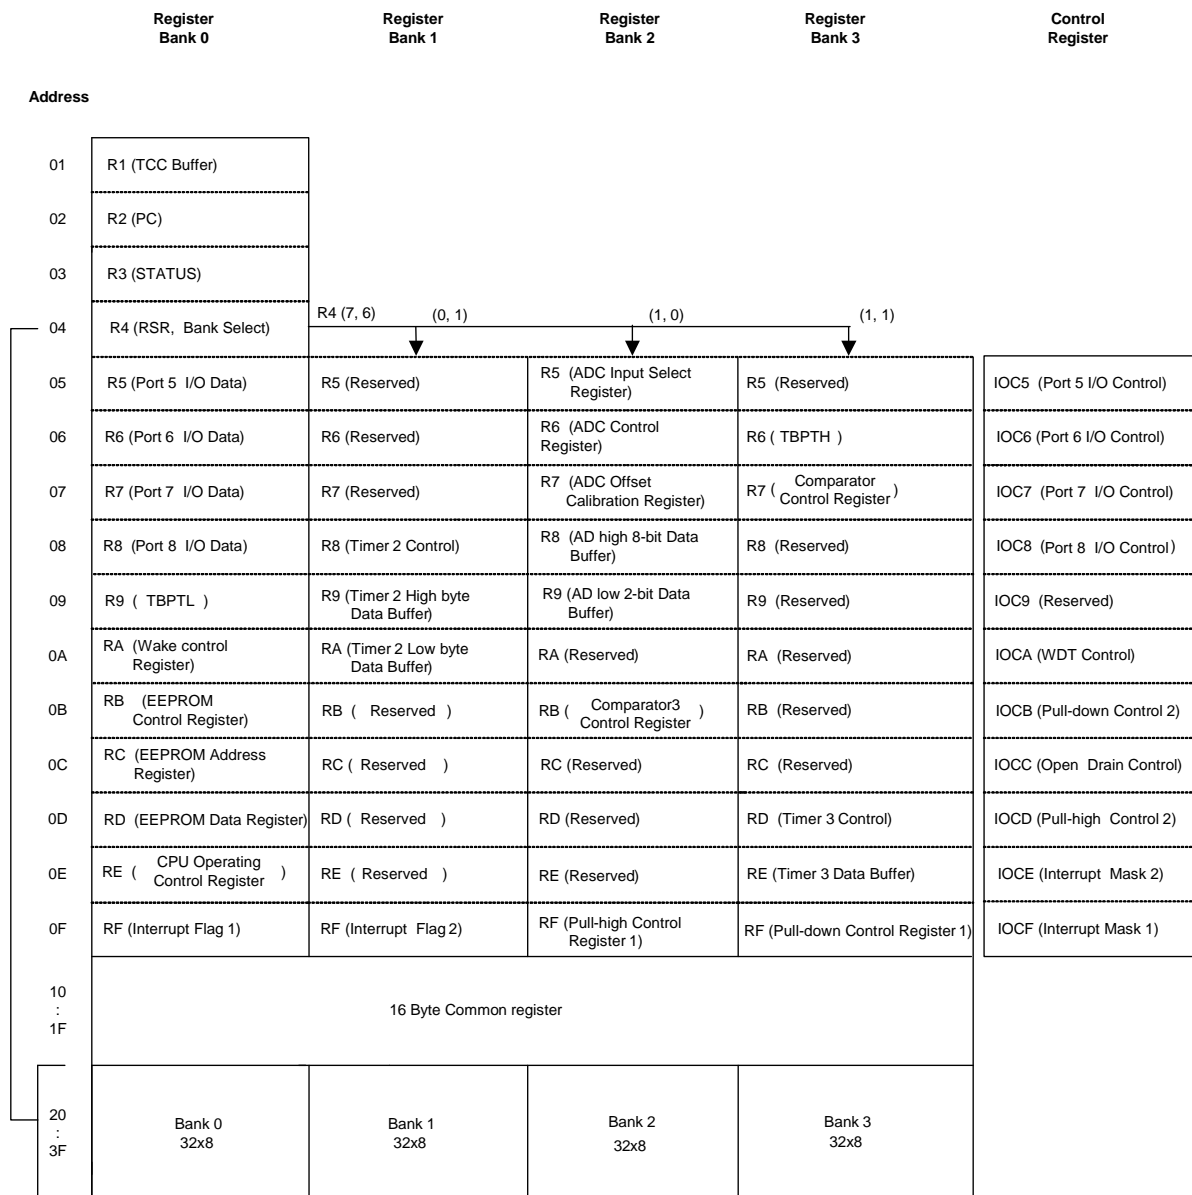 Register Bank 0
Register Bank 1
Register Bank 2
Register Bank 3
Control Register
Address
01
R1 (TCC Buffer)
02
R2 (PC)
03
R3 (STATUS)
04
R4 (RSR, Bank Select)
R4 (7, 6)
(0, 1)
(1, 0)
(1, 1)
05
R5 (Port 5 I/O Data)
R5 (Reserved)
R5 (ADC Input Select
Register)
R5 (Reserved)
IOC5 (Port 5 I/O Control)
06
R6 (Port 6 I/O Data)
R6 (Reserved)
R6 (ADC Control
Register)
R6 ( TBPTH )
IOC6 (Port 6 I/O Control)
07
R7 (Port 7 I/O Data)
R7 (Reserved)
R7 (ADC Offset
Calibration Register)
R7 ( Comparator
Control Register )
IOC7 (Port 7 I/O Control)
08
R8 (Port 8 I/O Data)
R8 (Timer 2 Control)
R8 (AD high 8-bit Data
Buffer)
R8 (Reserved)
IOC8 (Port 8 I/O Control)
09
R9 ( TBPTL )
R9 (Timer 2 High byte
Data Buffer)
R9 (AD low 2-bit Data
Buffer)
R9 (Reserved)
IOC9 (Reserved)
0A
RA (Wake control
Register)
RA (Timer 2 Low byte
Data Buffer)
RA (Reserved)
RA (Reserved)
IOCA (WDT Control)
0B
RB (EEPROM
Control Register)
RB ( Reserved )
RB ( Comparator3
Control Register )
RB (Reserved)
IOCB (Pull-down Control 2)
0C
RC (EEPROM Address
Register)
RC ( Reserved )
RC (Reserved)
RC (Reserved)
IOCC (Open Drain Control)
0D
RD (EEPROM Data Register)
RD ( Reserved )
RD (Reserved)
RD (Timer 3 Control)
IOCD (Pull-high Control 2)
0E
RE ( CPU Operating
Control Register )
RE ( Reserved )
RE (Reserved)
RE (Timer 3 Data Buffer)
IOCE (Interrupt Mask 2)
0F
RF (Interrupt Flag 1)
RF (Interrupt Flag 2)
RF (Pull-high Control
Register 1)
RF (Pull-down Control Register 1)
IOCF (Interrupt Mask 1)
10
:
1F
16 Byte Common register
20
:
3F
Bank 0
32x8
Bank 1
32x8
Bank 2
32x8
Bank 3
32x8